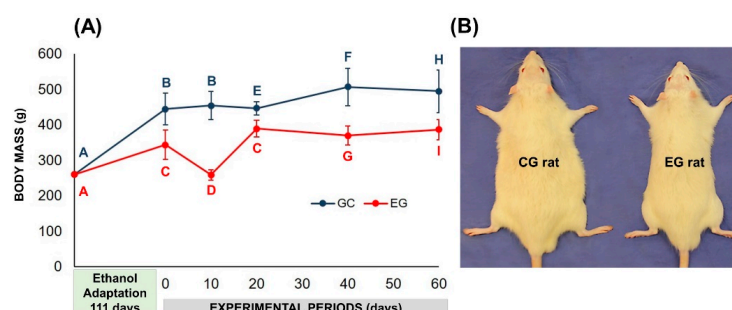 (A)
(B)
600
500
400
300
200
100
0
BODY MASS (g)
A
A
B
C
B
D
E
C
F
G
H
I
GC EG
CG rat
EG rat
Ethanol
Adaptation
111 days
0 10 20 30 40 50 60
EXPERIMENTAL PERIODS (days)